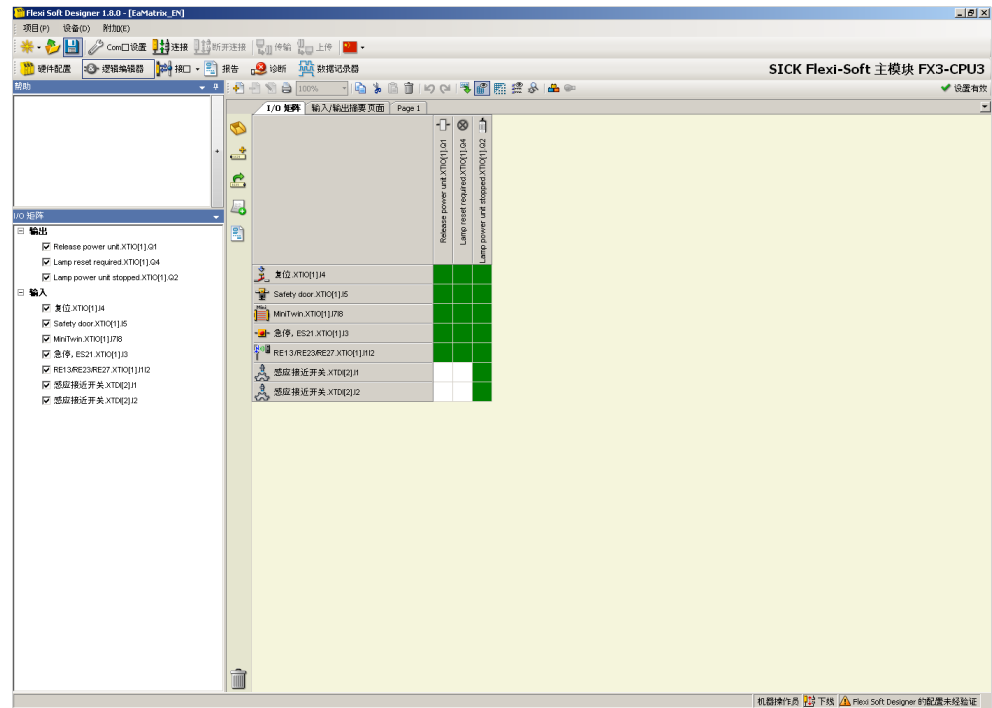 Flexi Soft Designer 1.8.0 - [EaMatrix_EN]
项目(P) 设备(D) 附加(E)
Com口设置 连接 断开连接 传输 上传
硬件配置 逻辑编辑器 接口 报告 诊断 数据记录器 SICK Flexi-Soft 主模块 FX3-CPU3
帮助 100% 设置有效
I/O 矩阵 输入/输出摘要 页面 Page 1
Release power unit.XTIO[1].Q1
Lamp reset required.XTIO[1].Q4
Lamp power unit stopped.XTIO[1].Q2
I/O 矩阵
输出
Release power unit.XTIO[1].Q1
Lamp reset required.XTIO[1].Q4
Lamp power unit stopped.XTIO[1].Q2
输入
复位.XTIO[1].I4
Safety door.XTIO[1].I5
MiniTwin.XTIO[1].I7I8
急停, ES21.XTIO[1].I3
RE13/RE23/RE27.XTIO[1].I1I2
感应接近开关.XTDI[2].I1
感应接近开关.XTDI[2].I2
复位.XTIO[1].I4
Safety door.XTIO[1].I5
MiniTwin.XTIO[1].I7I8
急停, ES21.XTIO[1].I3
RE13/RE23/RE27.XTIO[1].I1I2
感应接近开关.XTDI[2].I1
感应接近开关.XTDI[2].I2
机器操作员 下线 Flexi Soft Designer 的配置未经验证